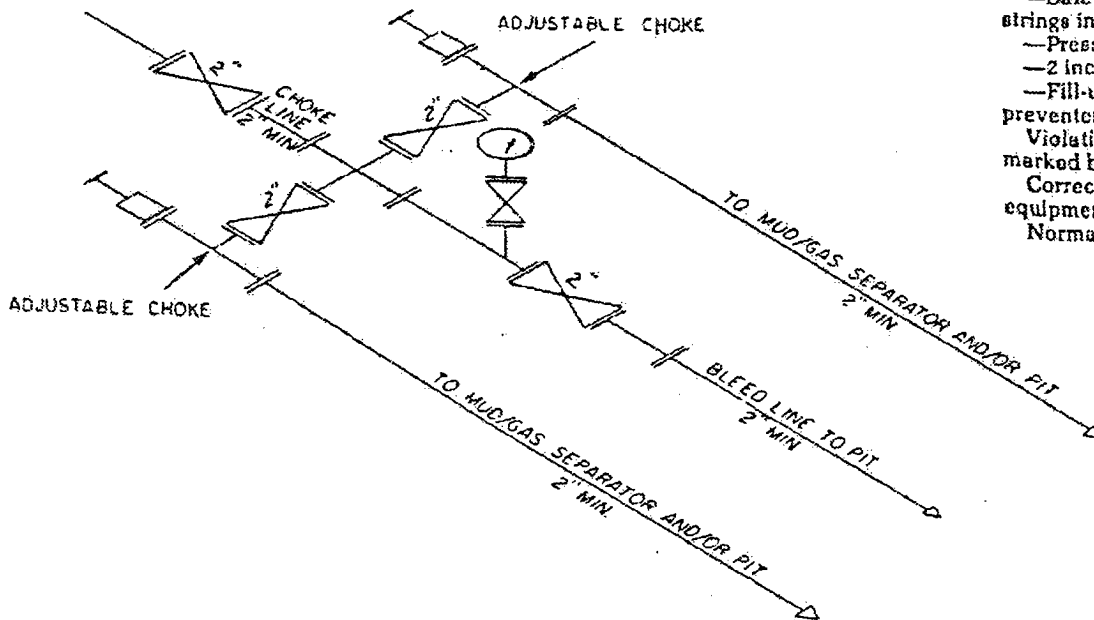 ADJUSTABLE CHOKE
2"
CHOKE
LINE
2" MIN
2"
2"
ADJUSTABLE CHOKE
2"
TO MUD/GAS SEPARATOR AND/OR PIT
2" MIN
BLEED LINE TO PIT
2" MIN
TO MUD/GAS SEPARATOR AND/OR PIT
2" MIN.
strings in
—Press
—2 inc
—Fill-u
preventer
Violati
marked b
Correc
equipmen
Norma